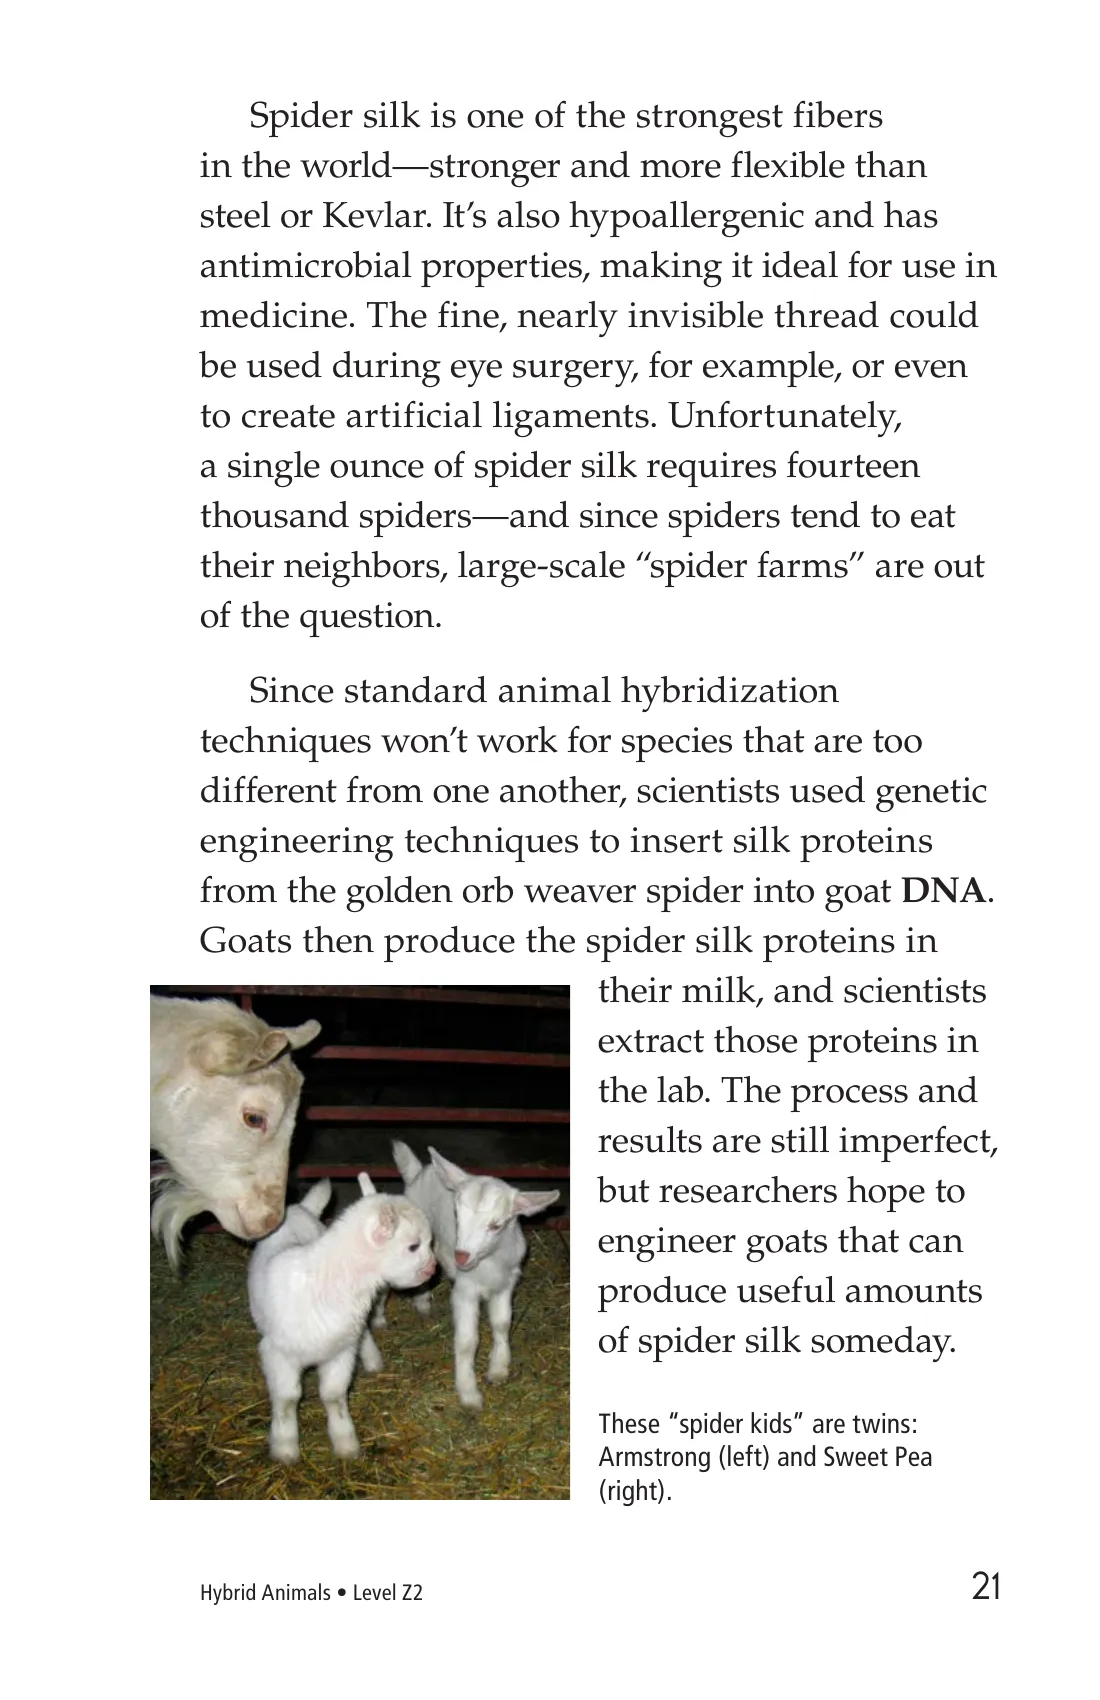 Spider silk is one of the strongest fibers
in the world—stronger and more flexible than
steel or Kevlar. It’s also hypoallergenic and has
antimicrobial properties, making it ideal for use in
medicine. The fine, nearly invisible thread could
be used during eye surgery, for example, or even
to create artificial ligaments. Unfortunately,
a single ounce of spider silk requires fourteen
thousand spiders—and since spiders tend to eat
their neighbors, large-scale “spider farms” are out
of the question.
Since standard animal hybridization
techniques won’t work for species that are too
different from one another, scientists used genetic
engineering techniques to insert silk proteins
from the golden orb weaver spider into goat DNA.
Goats then produce the spider silk proteins in
their milk, and scientists
extract those proteins in
the lab. The process and
results are still imperfect,
but researchers hope to
engineer goats that can
produce useful amounts
of spider silk someday.
These “spider kids” are twins:
Armstrong (left) and Sweet Pea
(right).
Hybrid Animals • Level Z2
21